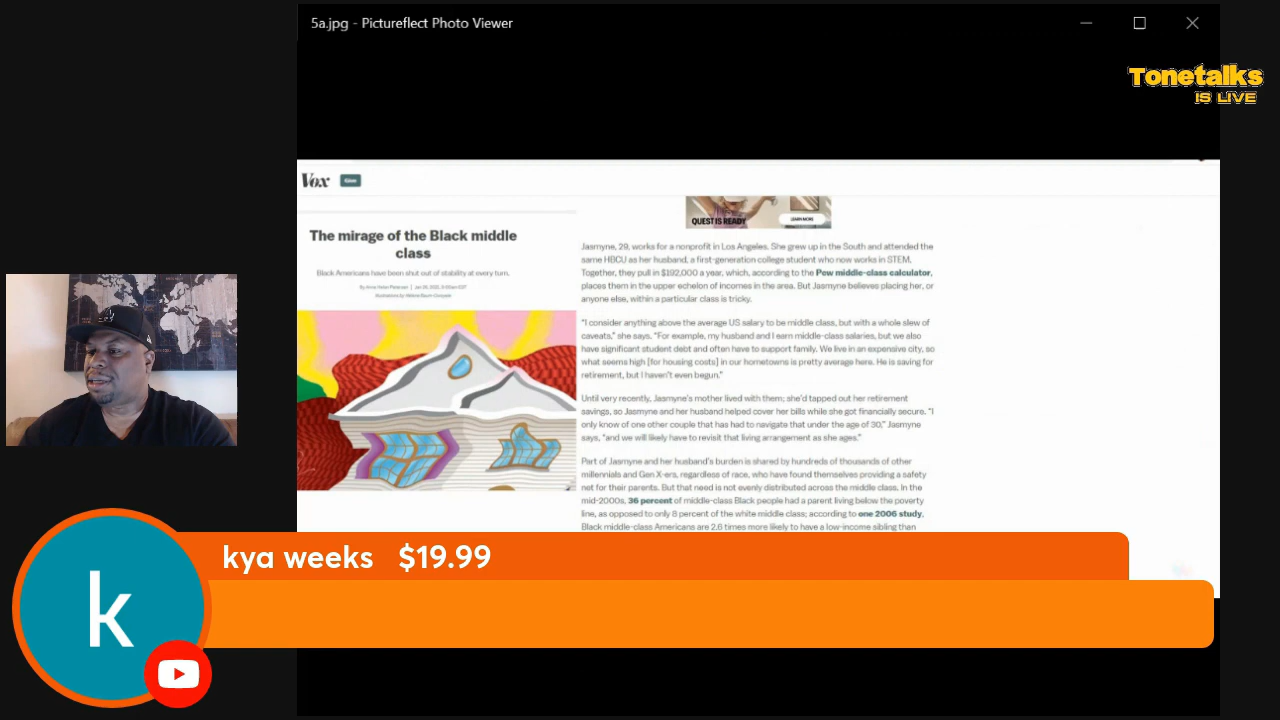 5a.jpg - Pictureflect Photo Viewer
Tonetalks
IS LIVE
Vox
Give
QUEST IS READY
LEARN MORE
The mirage of the Black middle
class
Black Americans have been shut out of stability at every turn.
By Anne Helen Petersen
Jasmyne, 29, works for a nonprofit in Los Angeles. She grew up in the South and attended the
same HBCU as her husband, a first-generation college student who now works in STEM.
Together, they pull in $192,000 a year, which, according to the Pew middle-class calculator,
places them in the upper echelon of incomes in the area. But Jasmyne believes placing her, or
anyone else, within a particular class is tricky.
“I consider anything above the average US salary to be middle class, but with a whole slew of
caveats,” she says. “For example, my husband and I earn middle-class salaries, but we also
have significant student debt and often have to support family. We live in an expensive city, so
what seems high [for housing costs] in our hometowns is pretty average here. He is saving for
retirement, but I haven’t even begun.”
Until very recently, Jasmyne’s mother lived with them; she’d tapped out her retirement
savings, so Jasmyne and her husband helped cover her bills while she got financially secure. “I
only know of one other couple that has had to navigate that under the age of 30,” Jasmyne
says, “and we will likely have to revisit that living arrangement as she ages.”
Part of Jasmyne and her husband’s burden is shared by hundreds of thousands of other
millennials and Gen X-ers, regardless of race, who have found themselves providing a safety
net for their parents. But that need is not evenly distributed across the middle class. In the
mid-2000s, 36 percent of middle-class Black people had a parent living below the poverty
line, as opposed to only 8 percent of the white middle class; according to one 2006 study,
Black middle-class Americans are 2.6 times more likely to have a low-income sibling than
kya weeks $19.99
k